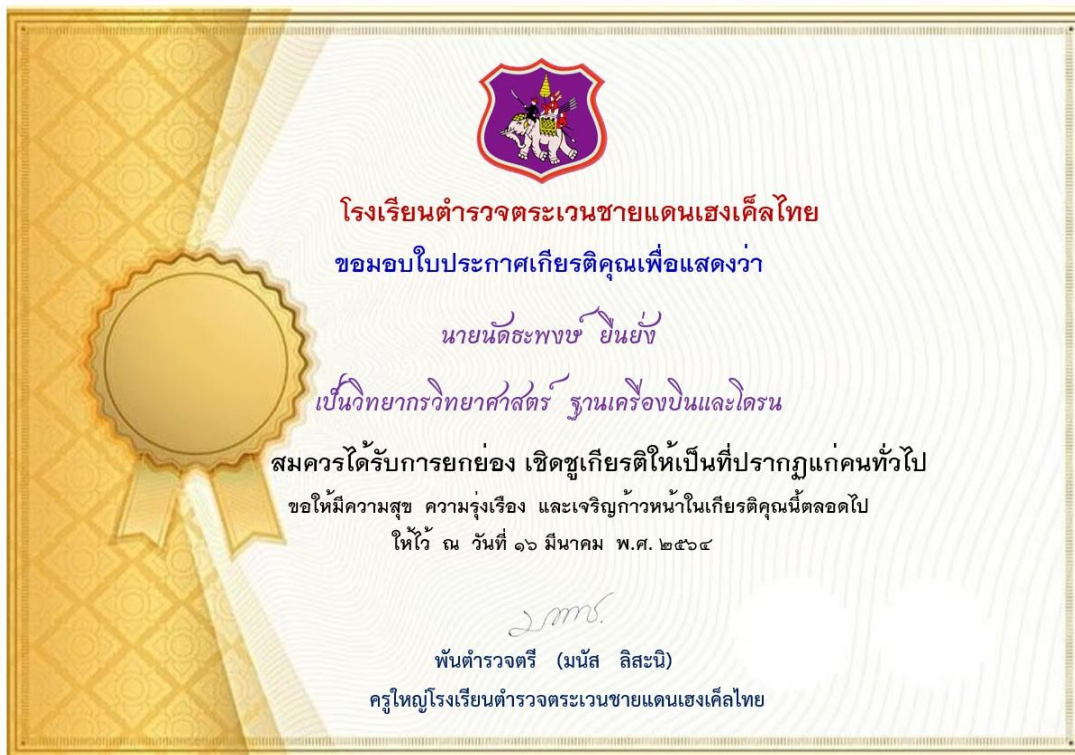 โรงเรียนตำรวจตระเวนชายแดนเฮงเค็ลไทย
ขอมอบใบประกาศเกียรติคุณเพื่อแสดงว่า
นายนัดธะพงษ์ ยืนยั่ง
เป็นวิทยากรวิทยาศาสตร์ ฐานเครื่องบินและโดรน
สมควรได้รับการยกย่อง เชิดชูเกียรติให้เป็นที่ปรากฏแก่คนทั่วไป
ขอให้มีความสุข ความรุ่งเรือง และเจริญก้าวหน้าในเกียรติคุณนี้ตลอดไป
ให้ไว้ ณ วันที่ ๑๖ มีนาคม พ.ศ. ๒๕๖๔
พันตำรวจตรี (มนัส ลิสะนิ)
ครูใหญ่โรงเรียนตำรวจตระเวนชายแดนเฮงเค็ลไทย